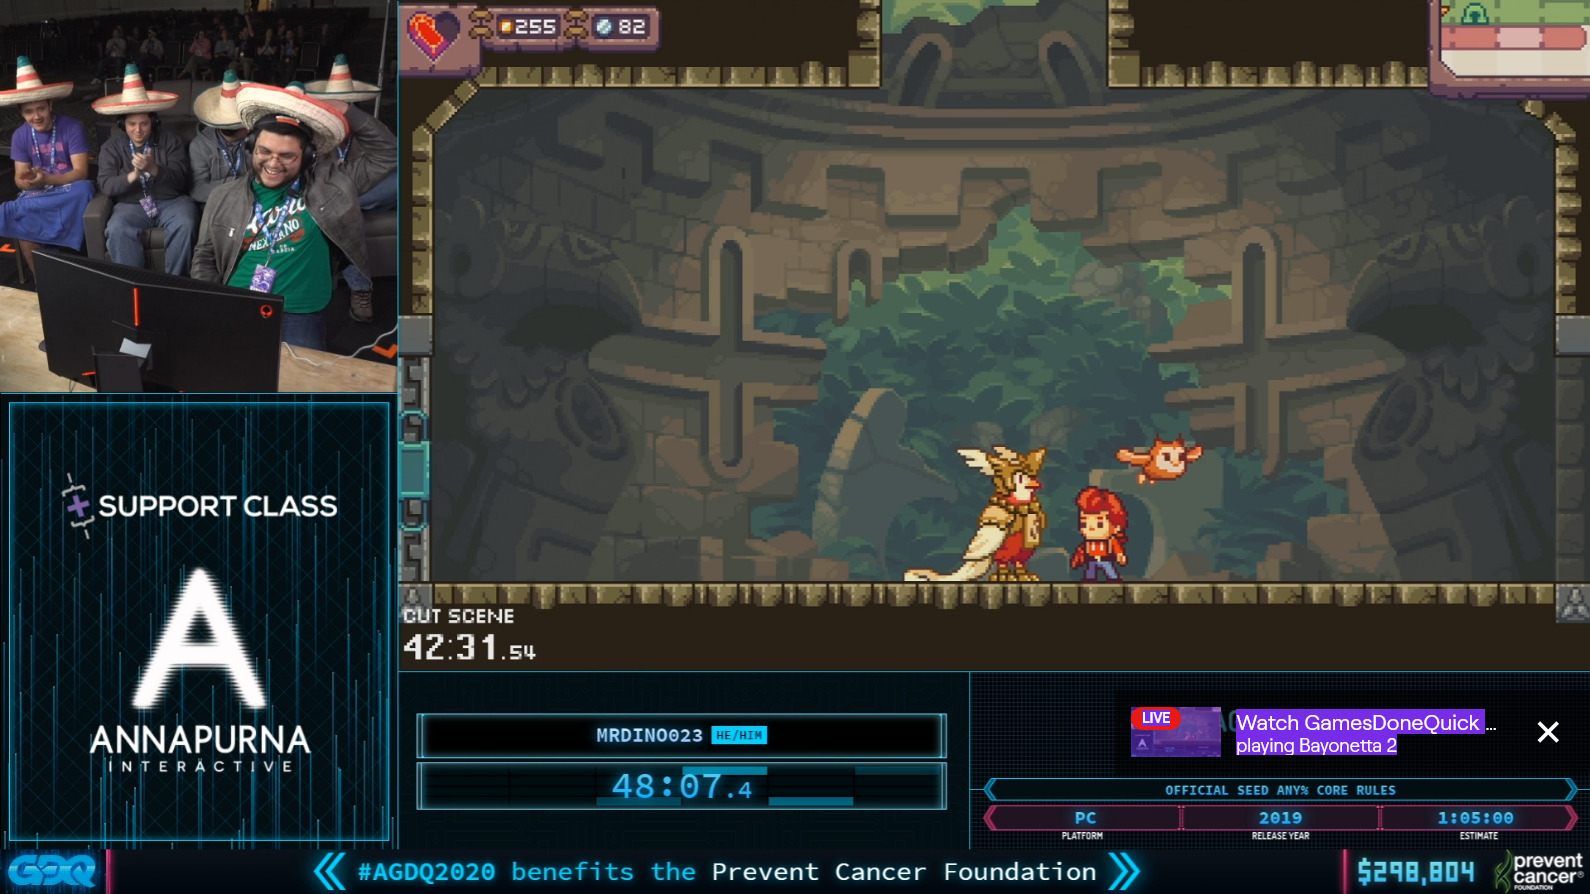 255
82
MEXICANO
SUPPORT CLASS
ANNAPURNA
INTERACTIVE
CUT SCENE
42:31.54
MRDINO023 HE/HIM
48:07.4
LIVE
Watch GamesDoneQuick ...
playing Bayonetta 2
OFFICIAL SEED ANY% CORE RULES
PC
2019
1:05:00
PLATFORM
RELEASE YEAR
ESTIMATE
GDQ
#AGDQ2020 benefits the Prevent Cancer Foundation
$298,804
prevent
cancer
FOUNDATION